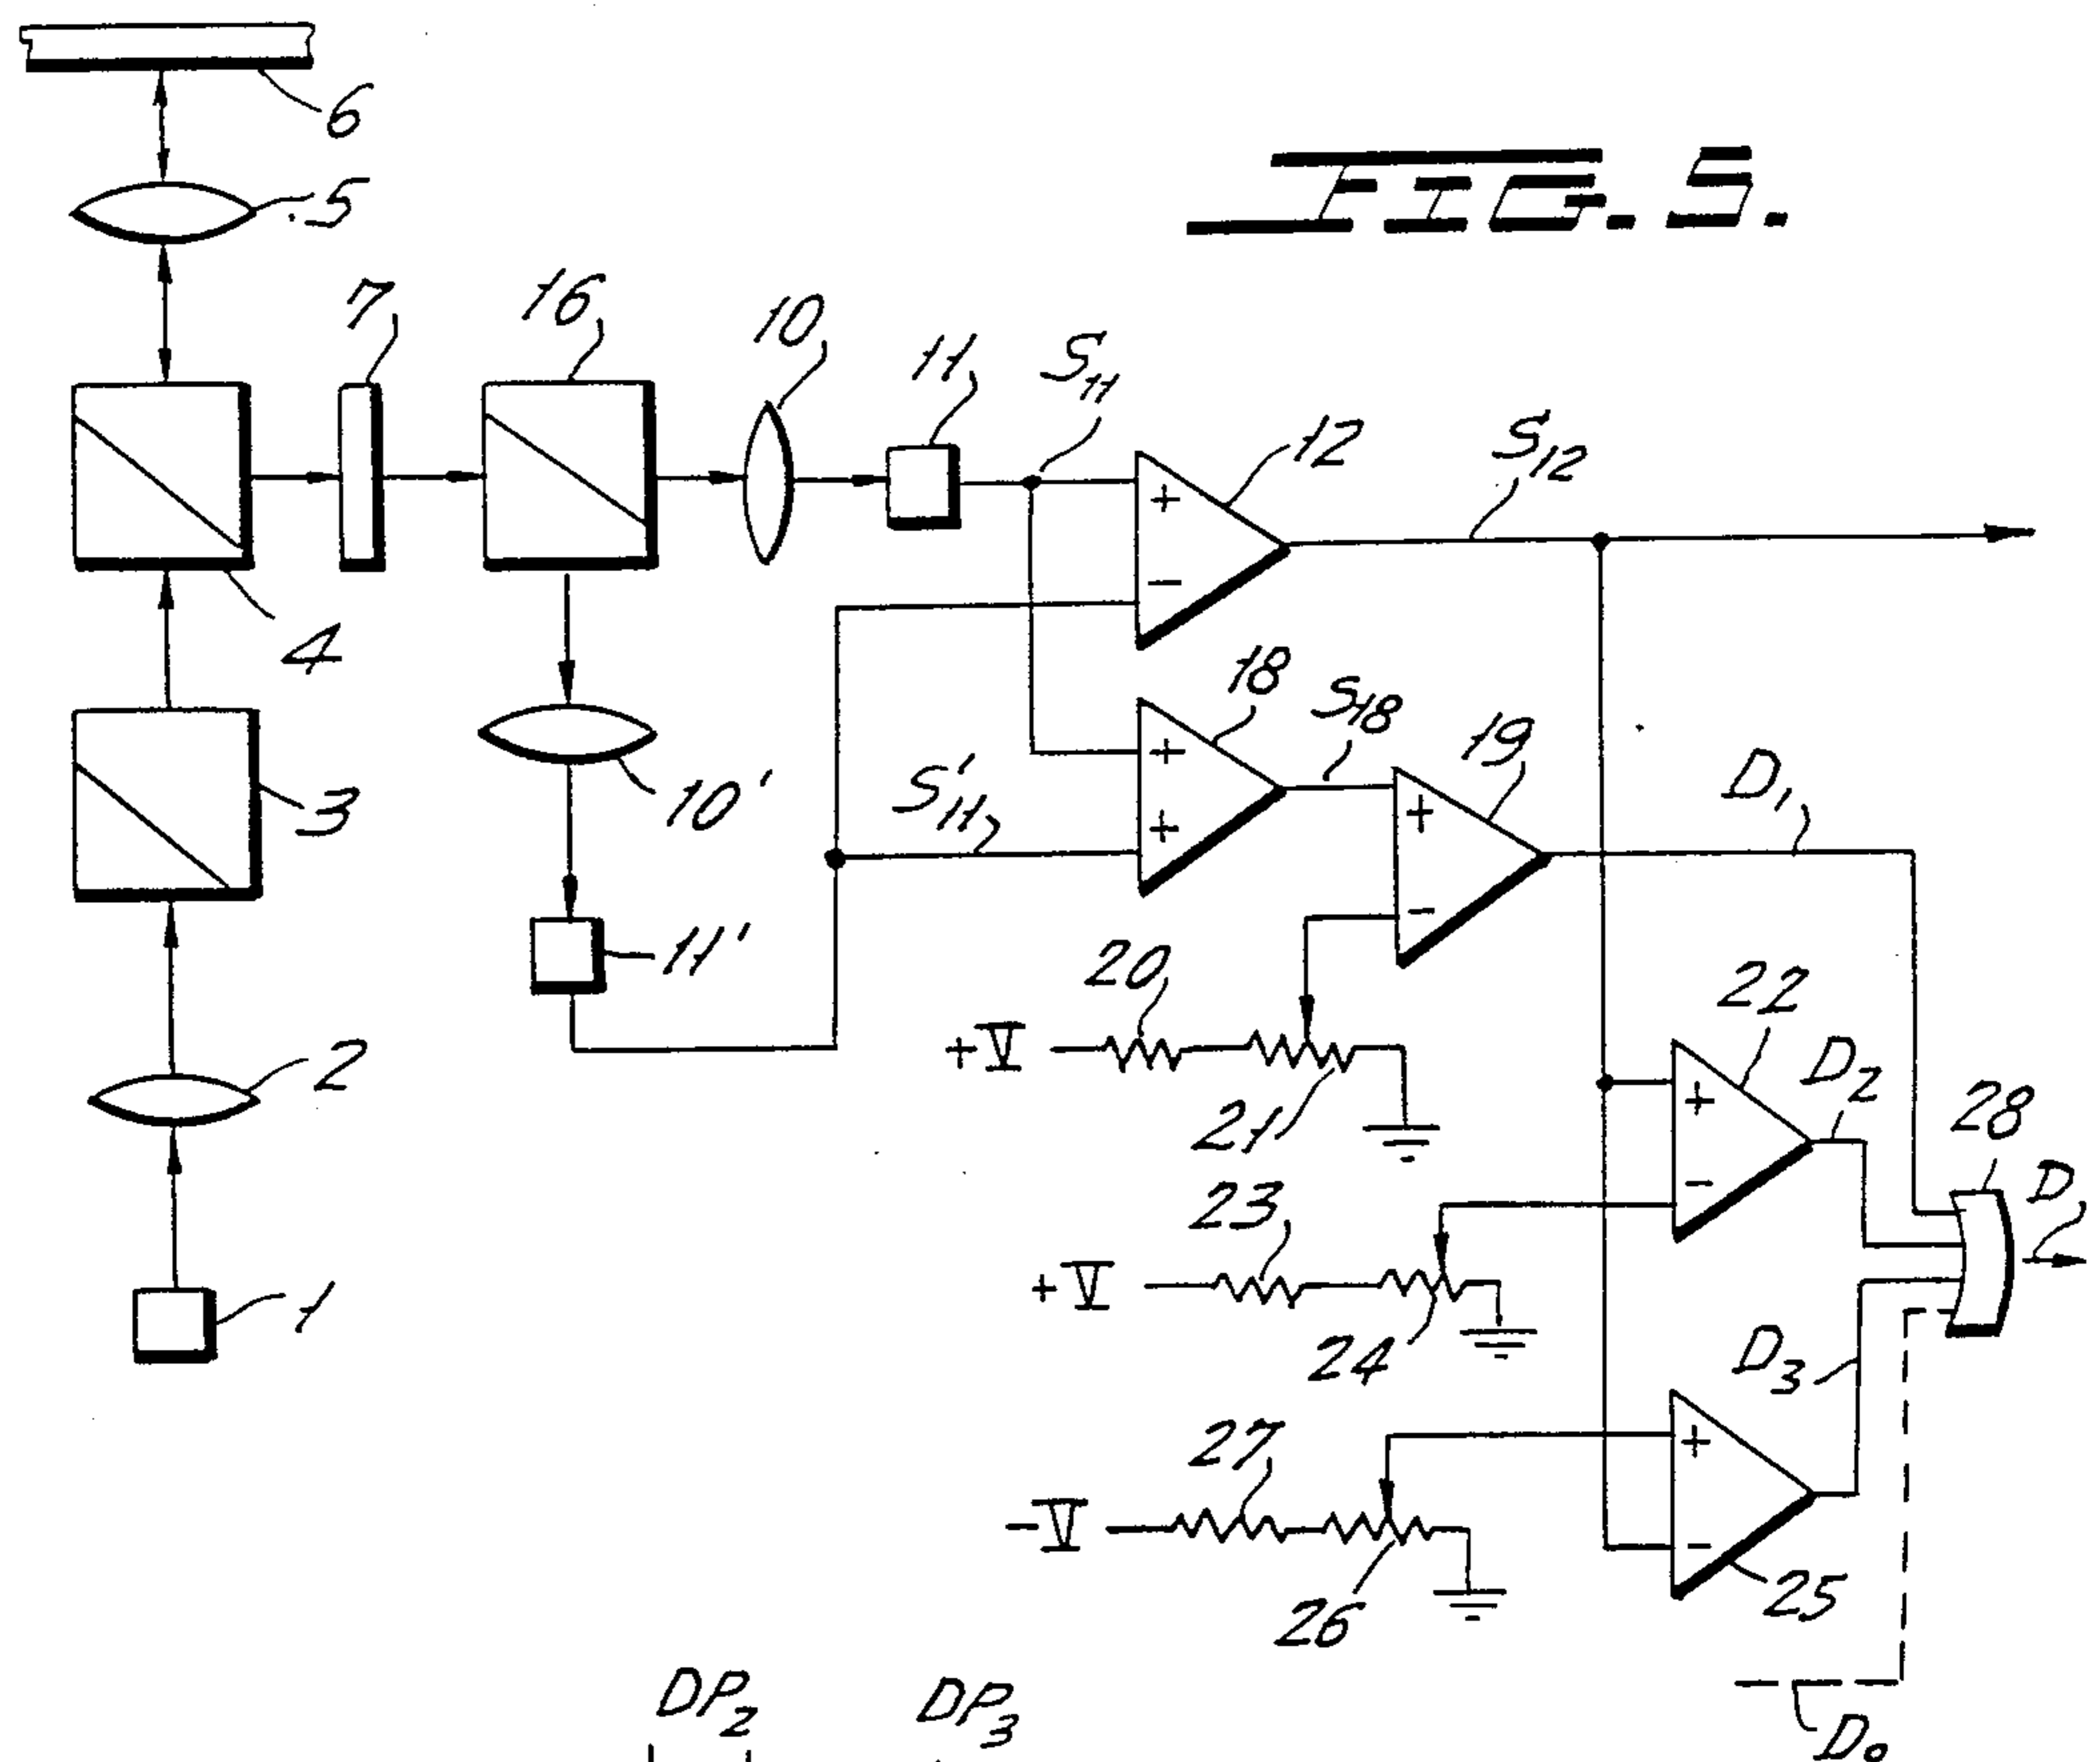 FIG. 5.
6
5
7
16
10
11
S11
12
S12
4
18
S18
19
D1
3
10'
S'11
11'
20
+V
21
22
D2
28
D
2
23
+V
24
1
D3
27
-V
26
25
+
-
+
+
+
-
+
-
+
-
DP2
DP3